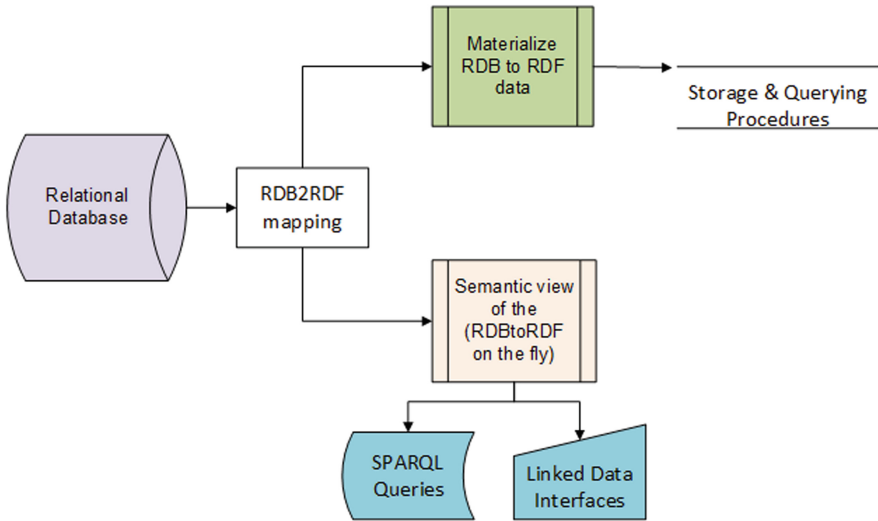 Materialize
RDB to RDF
data
Storage & Querying
Procedures
Relational
Database
RDB2RDF
mapping
Semantic view
of the
(RDBtoRDF
on the fly)
SPARQL
Queries
Linked Data
Interfaces